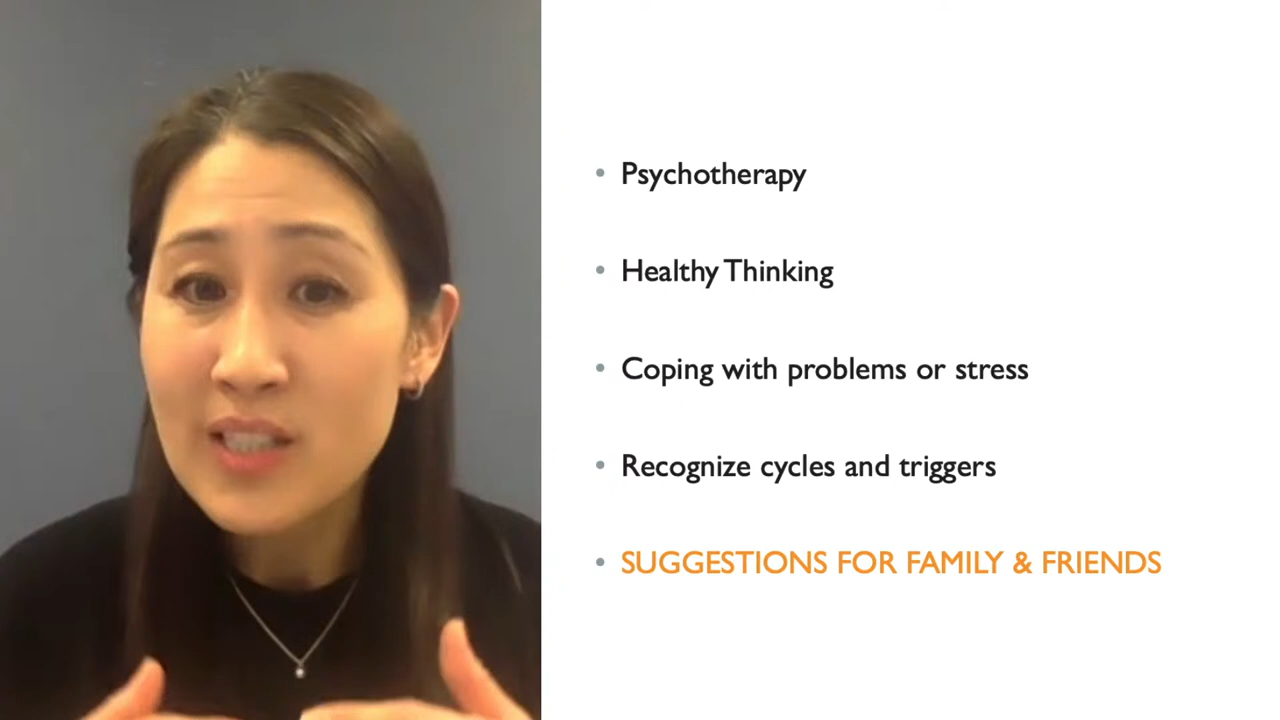 Psychotherapy
Healthy Thinking
Coping with problems or stress
Recognize cycles and triggers
SUGGESTIONS FOR FAMILY & FRIENDS